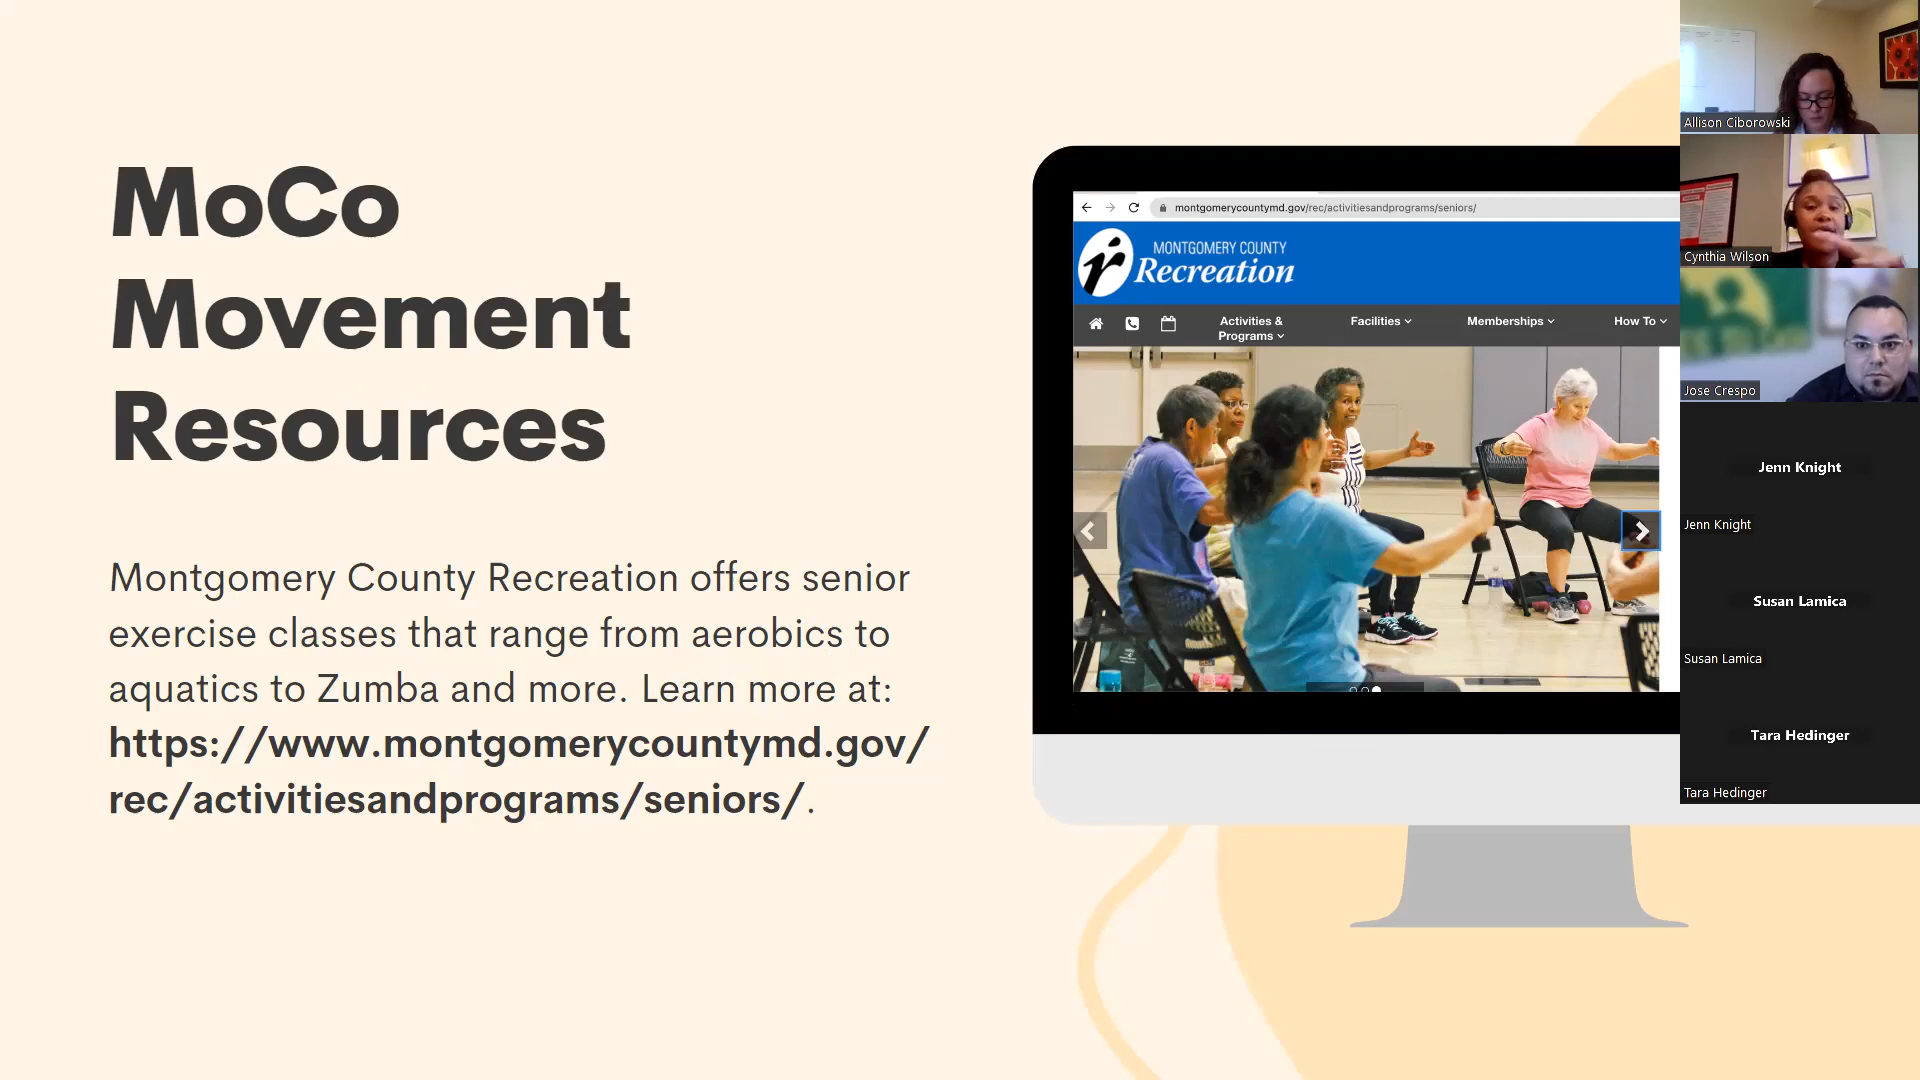 MoCo
Movement
Resources
Montgomery County Recreation offers senior
exercise classes that range from aerobics to
aquatics to Zumba and more. Learn more at:
https://www.montgomerycountymd.gov/
rec/activitiesandprograms/seniors/.
montgomerycountymd.gov/rec/activitiesandprograms/seniors/
MONTGOMERY COUNTY
Recreation
Activities &
Programs
Facilities
Memberships
How To
Allison Ciborowski
Cynthia Wilson
Jose Crespo
Jenn Knight
Jenn Knight
Susan Lamica
Susan Lamica
Tara Hedinger
Tara Hedinger